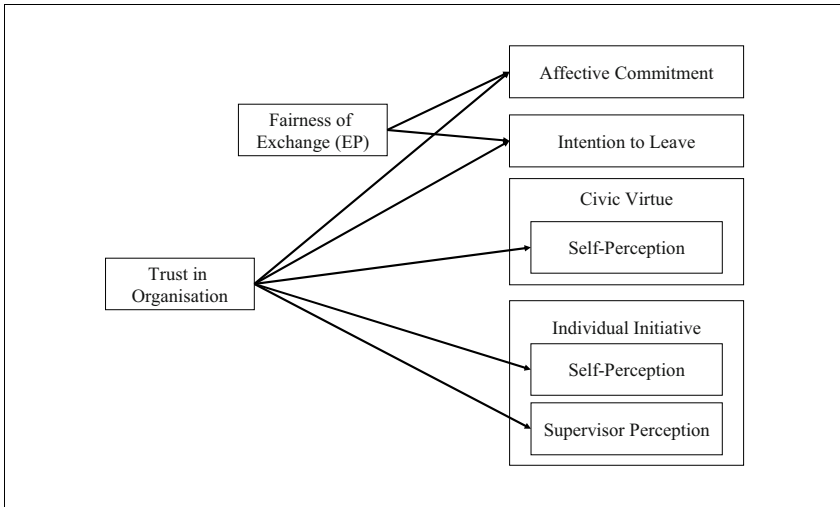 Affective Commitment
Fairness of
Exchange (EP)
Intention to Leave
Civic Virtue
Self-Perception
Trust in
Organisation
Individual Initiative
Self-Perception
Supervisor Perception